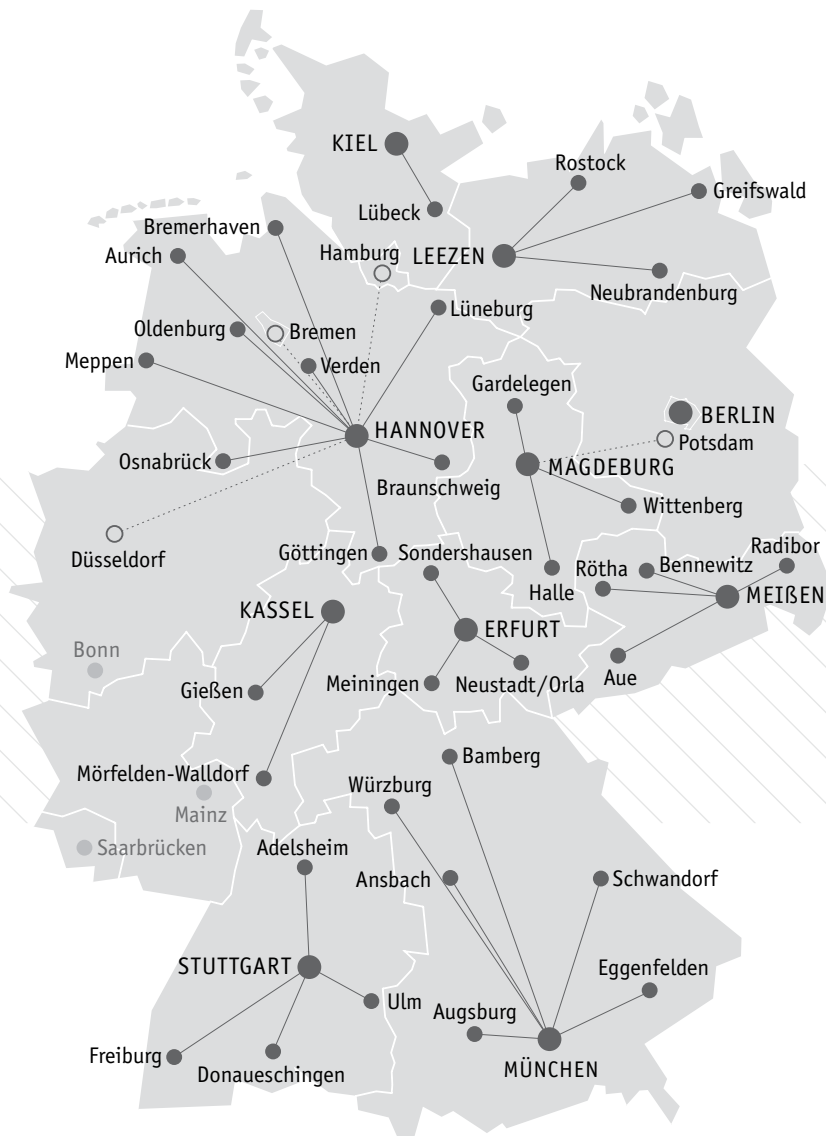 KIEL
Rostock
Greifswald
Lübeck
Bremerhaven
Hamburg
LEEZEN
Aurich
Neubrandenburg
Lüneburg
Oldenburg
Bremen
Meppen
Verden
Gardelegen
BERLIN
HANNOVER
Potsdam
Osnabrück
MAGDEBURG
Braunschweig
Wittenberg
Düsseldorf
Göttingen
Sondershausen
Radibor
Rötha
Bennewitz
Halle
MEIßEN
KASSEL
ERFURT
Bonn
Gießen
Meiningen
Neustadt/Orla
Aue
Bamberg
Mörfelden-Walldorf
Würzburg
Mainz
Saarbrücken
Adelsheim
Ansbach
Schwandorf
STUTTGART
Eggenfelden
Ulm
Augsburg
Freiburg
Donaueschingen
MÜNCHEN